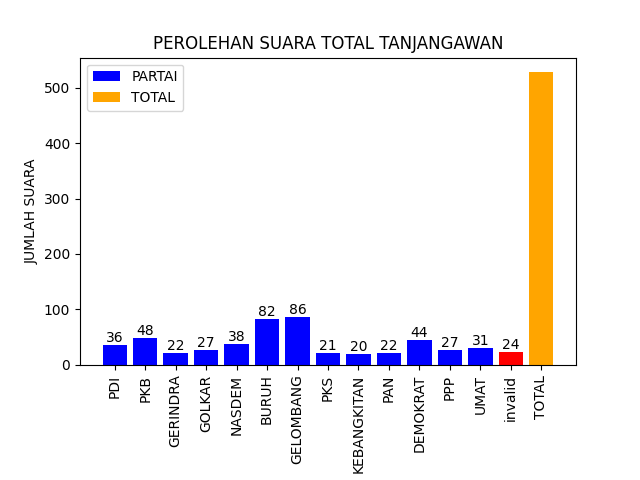 PEROLEHAN SUARA TOTAL TANJANGAWAN
PARTAI
TOTAL
JUMLAH SUARA
500
400
300
200
100
0
36
48
22
27
38
82
86
21
20
22
44
27
31
24
PDI
PKB
GERINDRA
GOLKAR
NASDEM
BURUH
GELOMBANG
PKS
KEBANGKITAN
PAN
DEMOKRAT
PPP
UMAT
invalid
TOTAL